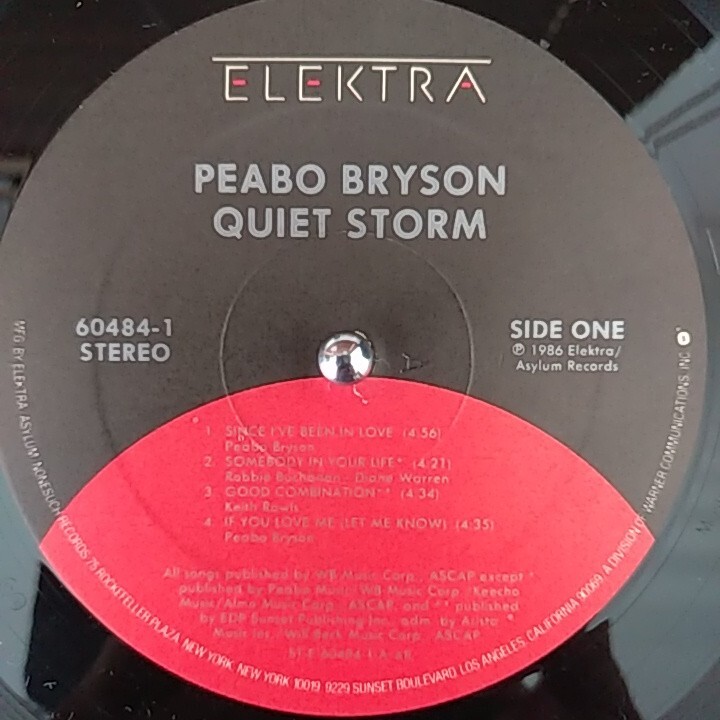 ELEKTRA
PEABO BRYSON
QUIET STORM
60484-1
STEREO
SIDE ONE
℗ 1986 Elektra/
Asylum Records
1. SINCE I'VE BEEN IN LOVE (4:56)
Peabo Bryson
2. SOMEBODY IN YOUR LIFE* (4:21)
Robbie Buchanan - Diane Warren
3. GOOD COMBINATION** (4:34)
Keith Rawls
4. IF YOU LOVE ME (LET ME KNOW) (4:35)
Peabo Bryson
All songs published by WB Music Corp., ASCAP except *
published by Peabo Music/WB Music Corp./Keecho
Music/Almo Music Corp., ASCAP, and ** published
by BDP Sunset Publishing Inc., adm. by Arista
Music Inc./Will Beck Music Corp. ASCAP
MFG. BY ELEKTRA/ASYLUM/NONESUCH RECORDS 75 ROCKEFELLER PLAZA, NEW YORK, NEW YORK 10019. 9229 SUNSET BOULEVARD, LOS ANGELES, CALIFORNIA 90069. A DIVISION OF WARNER COMMUNICATIONS, INC.